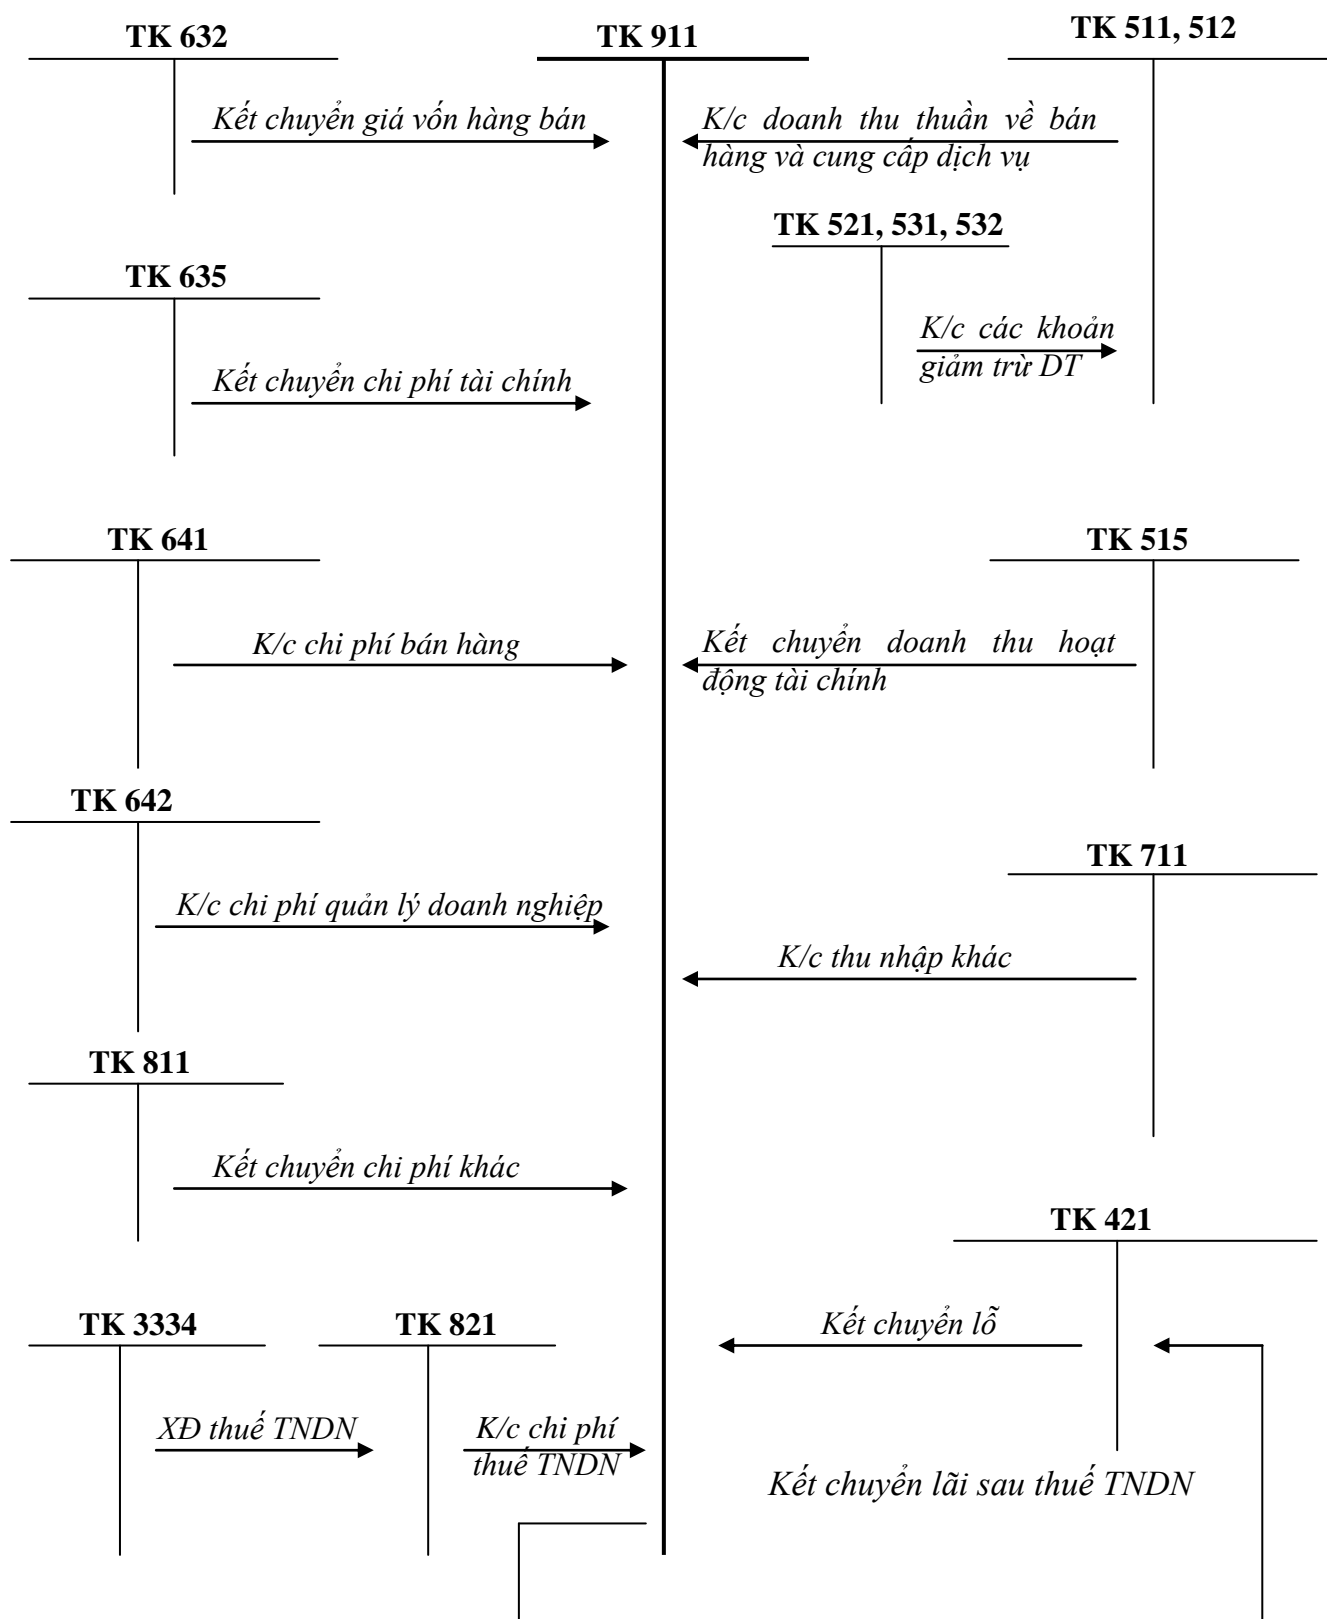 TK 632
TK 911
TK 511, 512
Kết chuyển giá vốn hàng bán
K/c doanh thu thuần về bán
hàng và cung cấp dịch vụ
TK 521, 531, 532
TK 635
K/c các khoản
giảm trừ DT
Kết chuyển chi phí tài chính
TK 641
TK 515
K/c chi phí bán hàng
Kết chuyển doanh thu hoạt
động tài chính
TK 642
TK 711
K/c chi phí quản lý doanh nghiệp
K/c thu nhập khác
TK 811
Kết chuyển chi phí khác
TK 421
TK 3334
TK 821
Kết chuyển lỗ
XĐ thuế TNDN
K/c chi phí
thuế TNDN
Kết chuyển lãi sau thuế TNDN